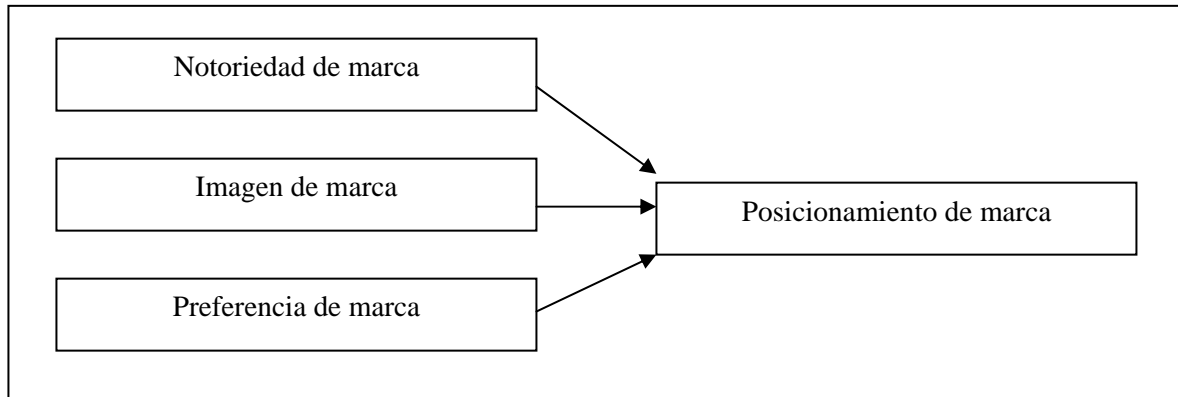 Notoriedad de marca
Imagen de marca
Posicionamiento de marca
Preferencia de marca